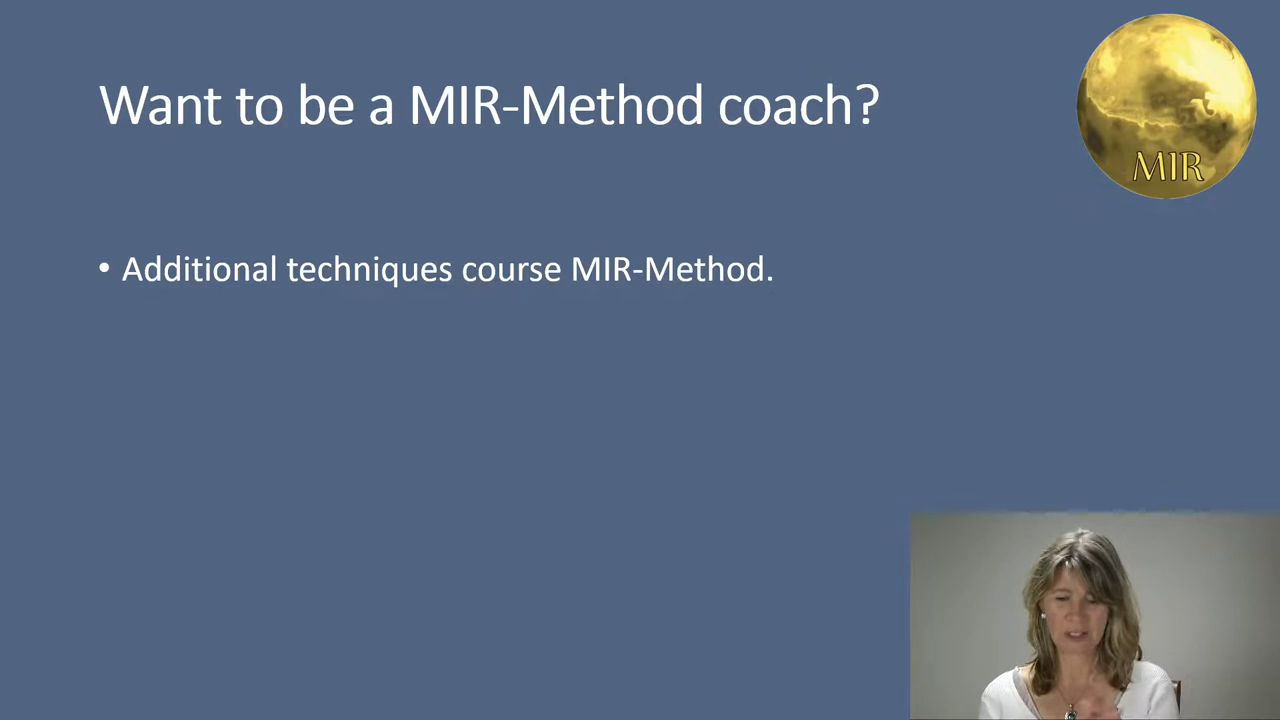 Want to be a MIR-Method coach?
MIR
• Additional techniques course MIR-Method.